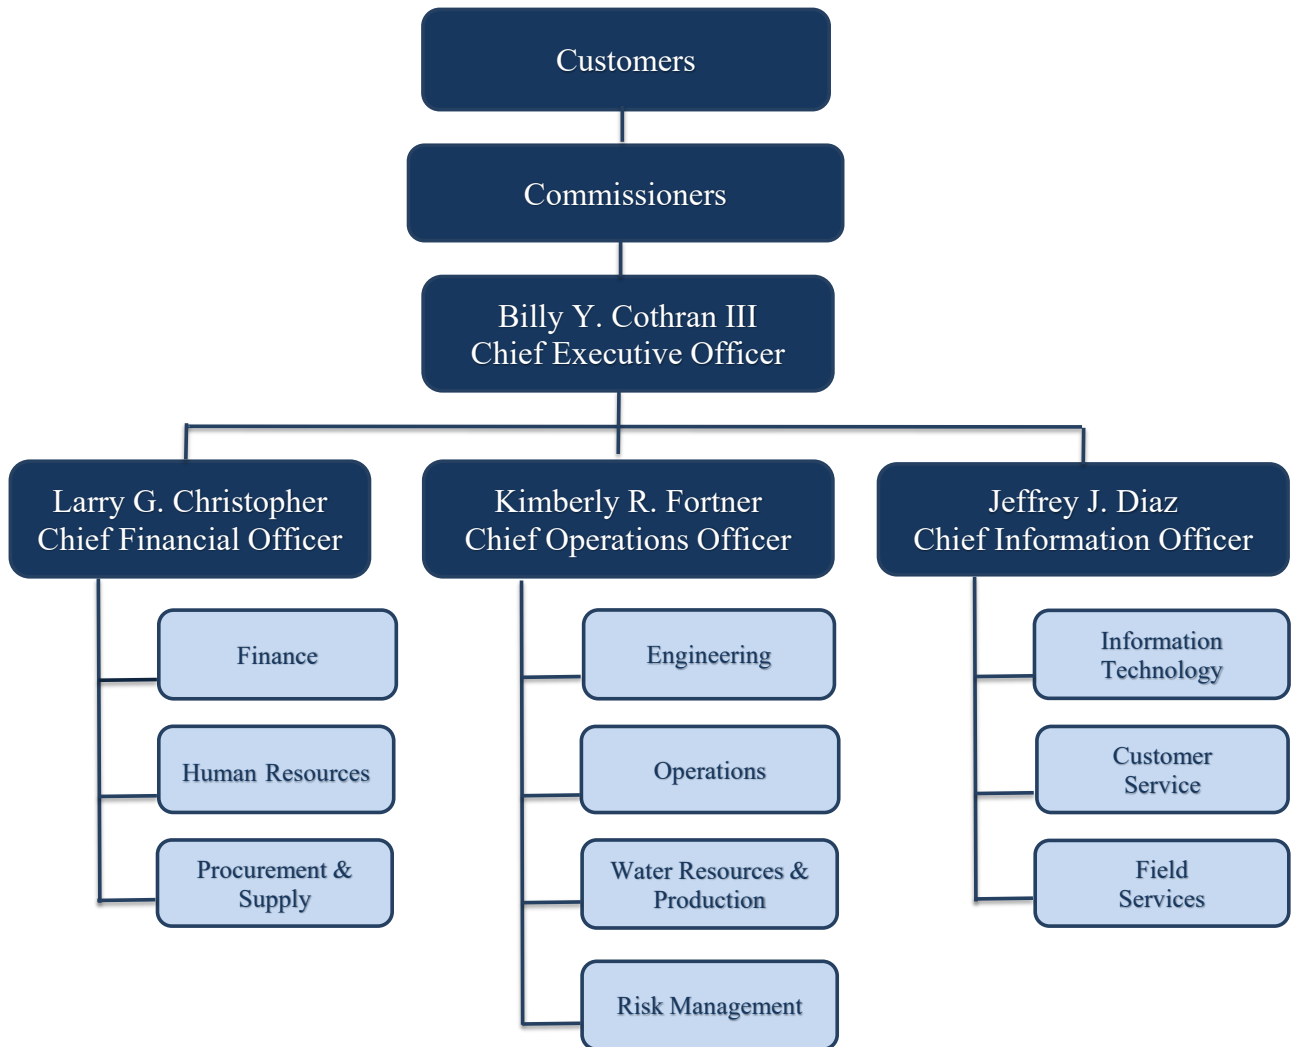 Customers
Commissioners
Billy Y. Cothran III
Chief Executive Officer
Larry G. Christopher
Chief Financial Officer
Kimberly R. Fortner
Chief Operations Officer
Jeffrey J. Diaz
Chief Information Officer
Finance
Human Resources
Procurement &
Supply
Engineering
Operations
Water Resources &
Production
Risk Management
Information
Technology
Customer
Service
Field
Services